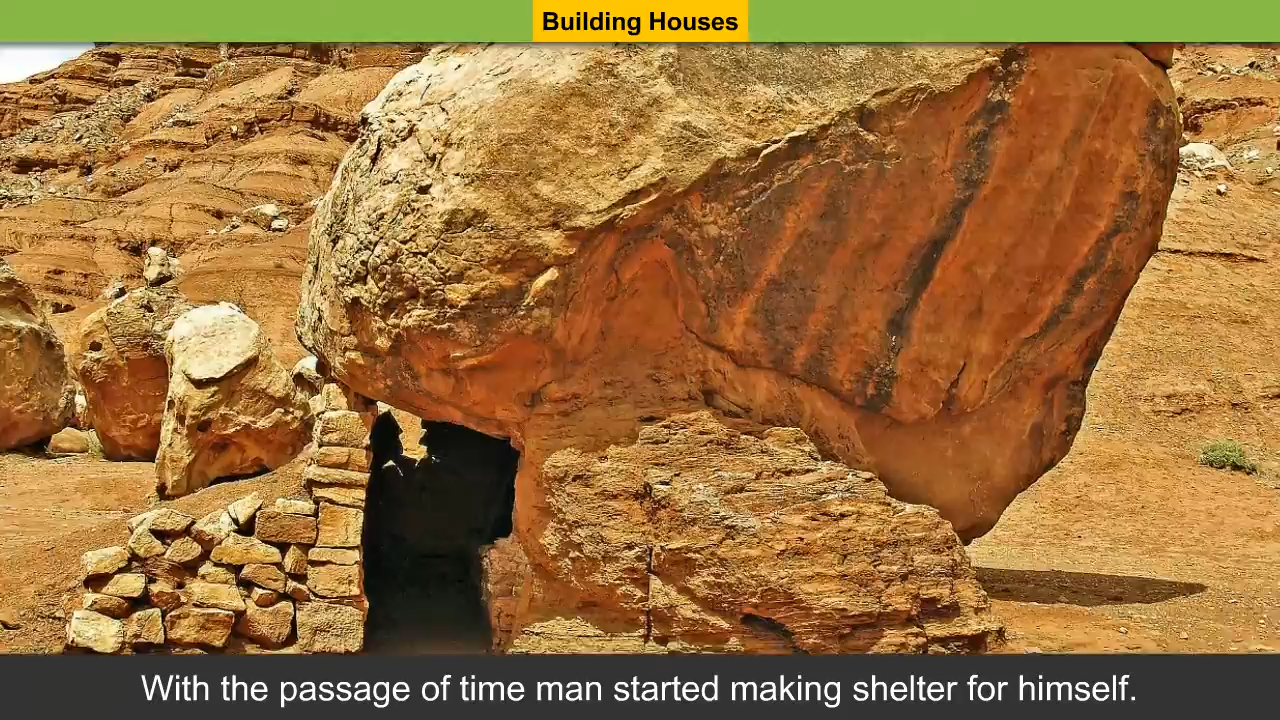 Building Houses
With the passage of time man started making shelter for himself.